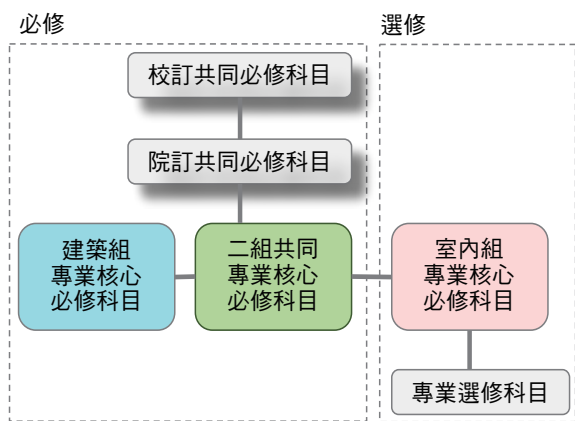 必修
選修
校訂共同必修科目
院訂共同必修科目
建築組
專業核心
必修科目
二組共同
專業核心
必修科目
室內組
專業核心
必修科目
專業選修科目